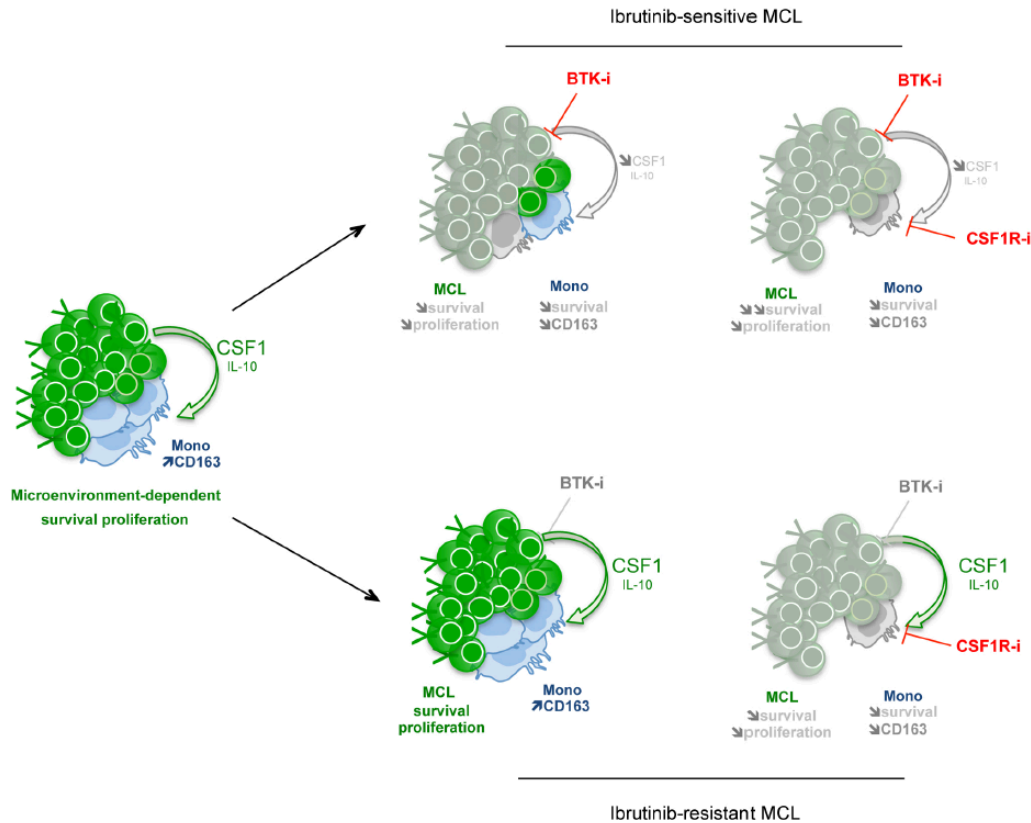 Ibrutinib-sensitive MCL
BTK-i
↘CSF1
IL-10
MCL
↘survival
↘proliferation
Mono
↘survival
↘CD163
BTK-i
↘CSF1
IL-10
CSF1R-i
MCL
↘↘survival
↘proliferation
Mono
↘survival
↘CD163
CSF1
IL-10
Mono
↗CD163
Microenvironment-dependent
survival proliferation
BTK-i
CSF1
IL-10
MCL
survival
proliferation
Mono
↗CD163
BTK-i
CSF1
IL-10
CSF1R-i
MCL
↘survival
↘proliferation
Mono
↘survival
↘CD163
Ibrutinib-resistant MCL